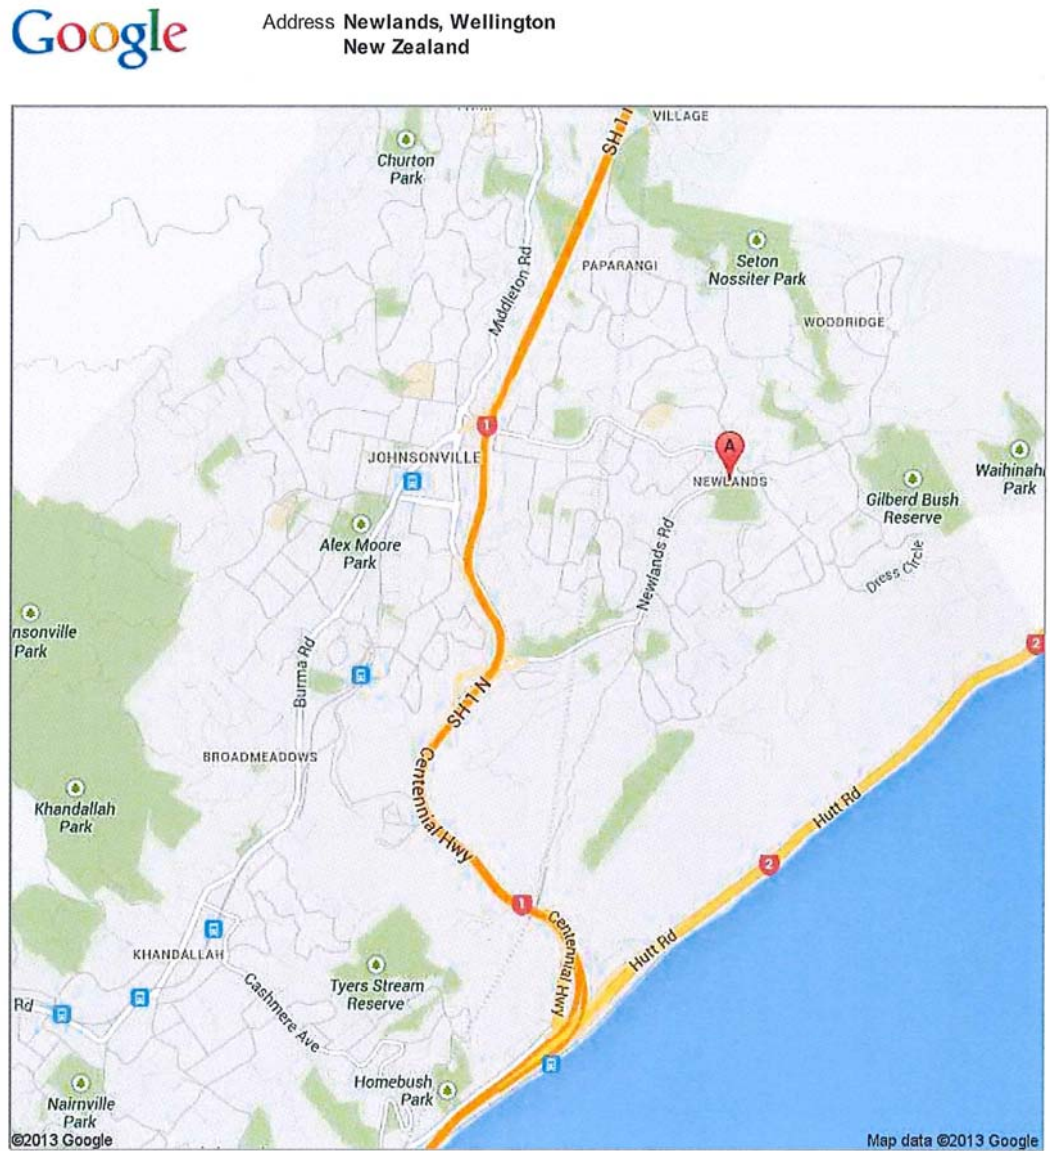 Google
Address Newlands, Wellington
New Zealand
SH 1 N
VILLAGE
Churton
Park
Middleton Rd
PAPARANGI
Seton
Nossiter Park
WOODRIDGE
1
A
JOHNSONVILLE
NEWLANDS
Waihinahi
Park
Gilberd Bush
Reserve
Alex Moore
Park
Newlands Rd
Dress Circle
nsonville
Park
2
Burma Rd
SH 1 N
BROADMEADOWS
Centennial Hwy
Khandallah
Park
Hutt Rd
2
1
Centennial Hwy
Hutt Rd
KHANDALLAH
Tyers Stream
Reserve
Cashmere Ave
Rd
Homebush
Park
Nairnville
Park
©2013 Google
Map data ©2013 Google